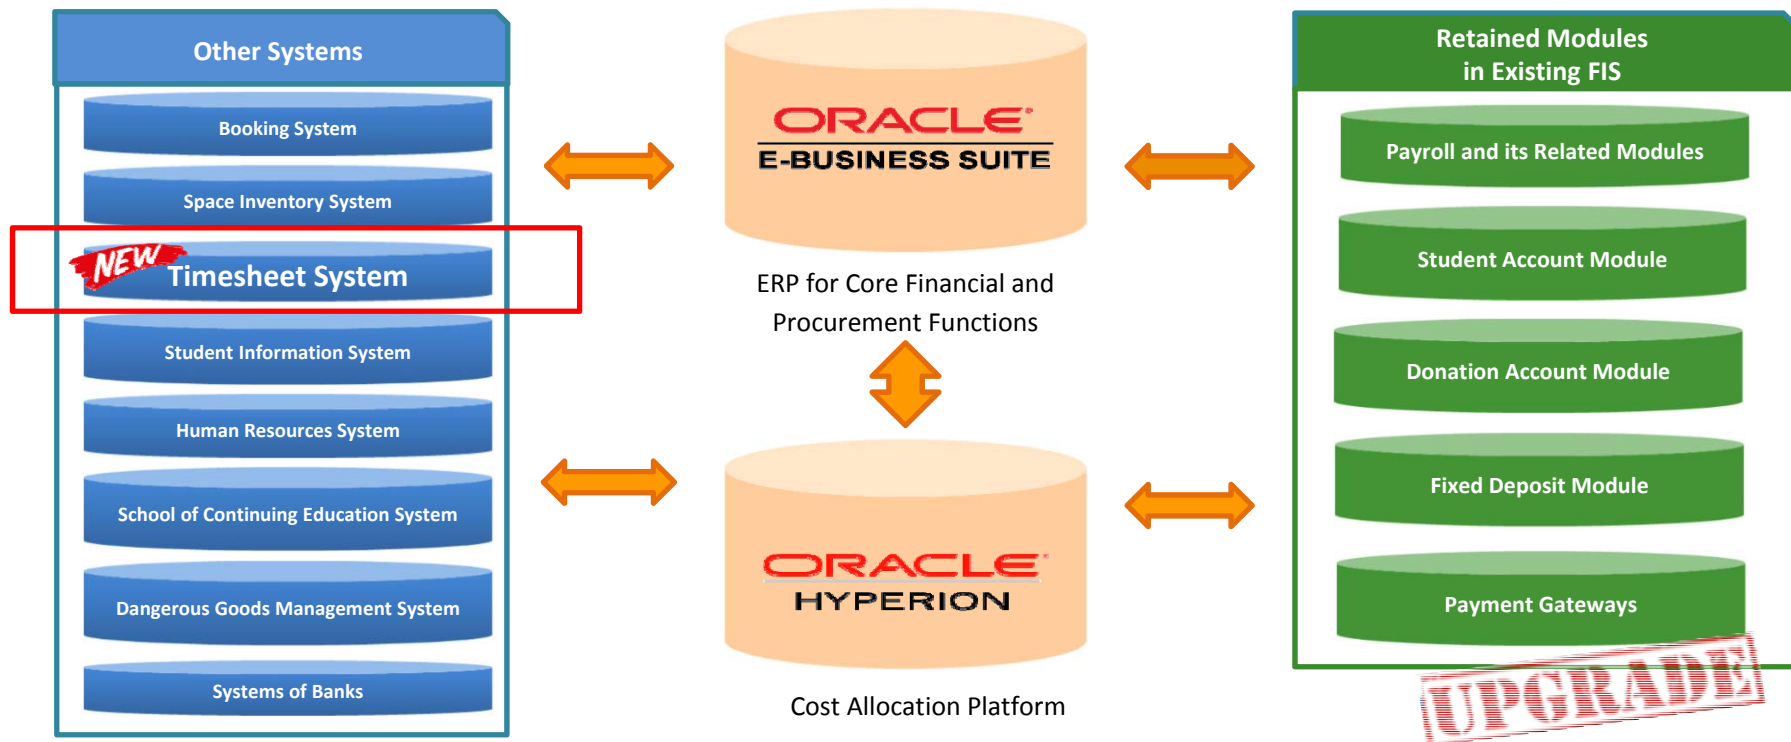 Other Systems
Booking System
Space Inventory System
NEW
Timesheet System
Student Information System
Human Resources System
School of Continuing Education System
Dangerous Goods Management System
Systems of Banks
ORACLE
E-BUSINESS SUITE
ERP for Core Financial and
Procurement Functions
ORACLE
HYPERION
Cost Allocation Platform
Retained Modules
in Existing FIS
Payroll and its Related Modules
Student Account Module
Donation Account Module
Fixed Deposit Module
Payment Gateways
UPGRADE